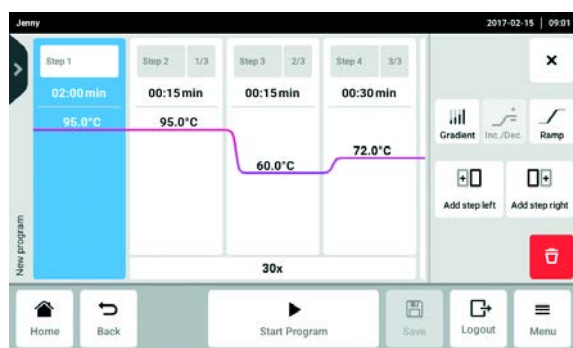 Jenny
2017-02-15 | 09:01
Step 1
Step 2 1/3
Step 3 2/3
Step 4 3/3
02:00 min
00:15 min
00:15 min
00:30 min
95.0°C
95.0°C
60.0°C
72.0°C
30x
New program
Gradient
Inc./Dec.
Ramp
Add step left
Add step right
Home
Back
Start Program
Save
Logout
Menu